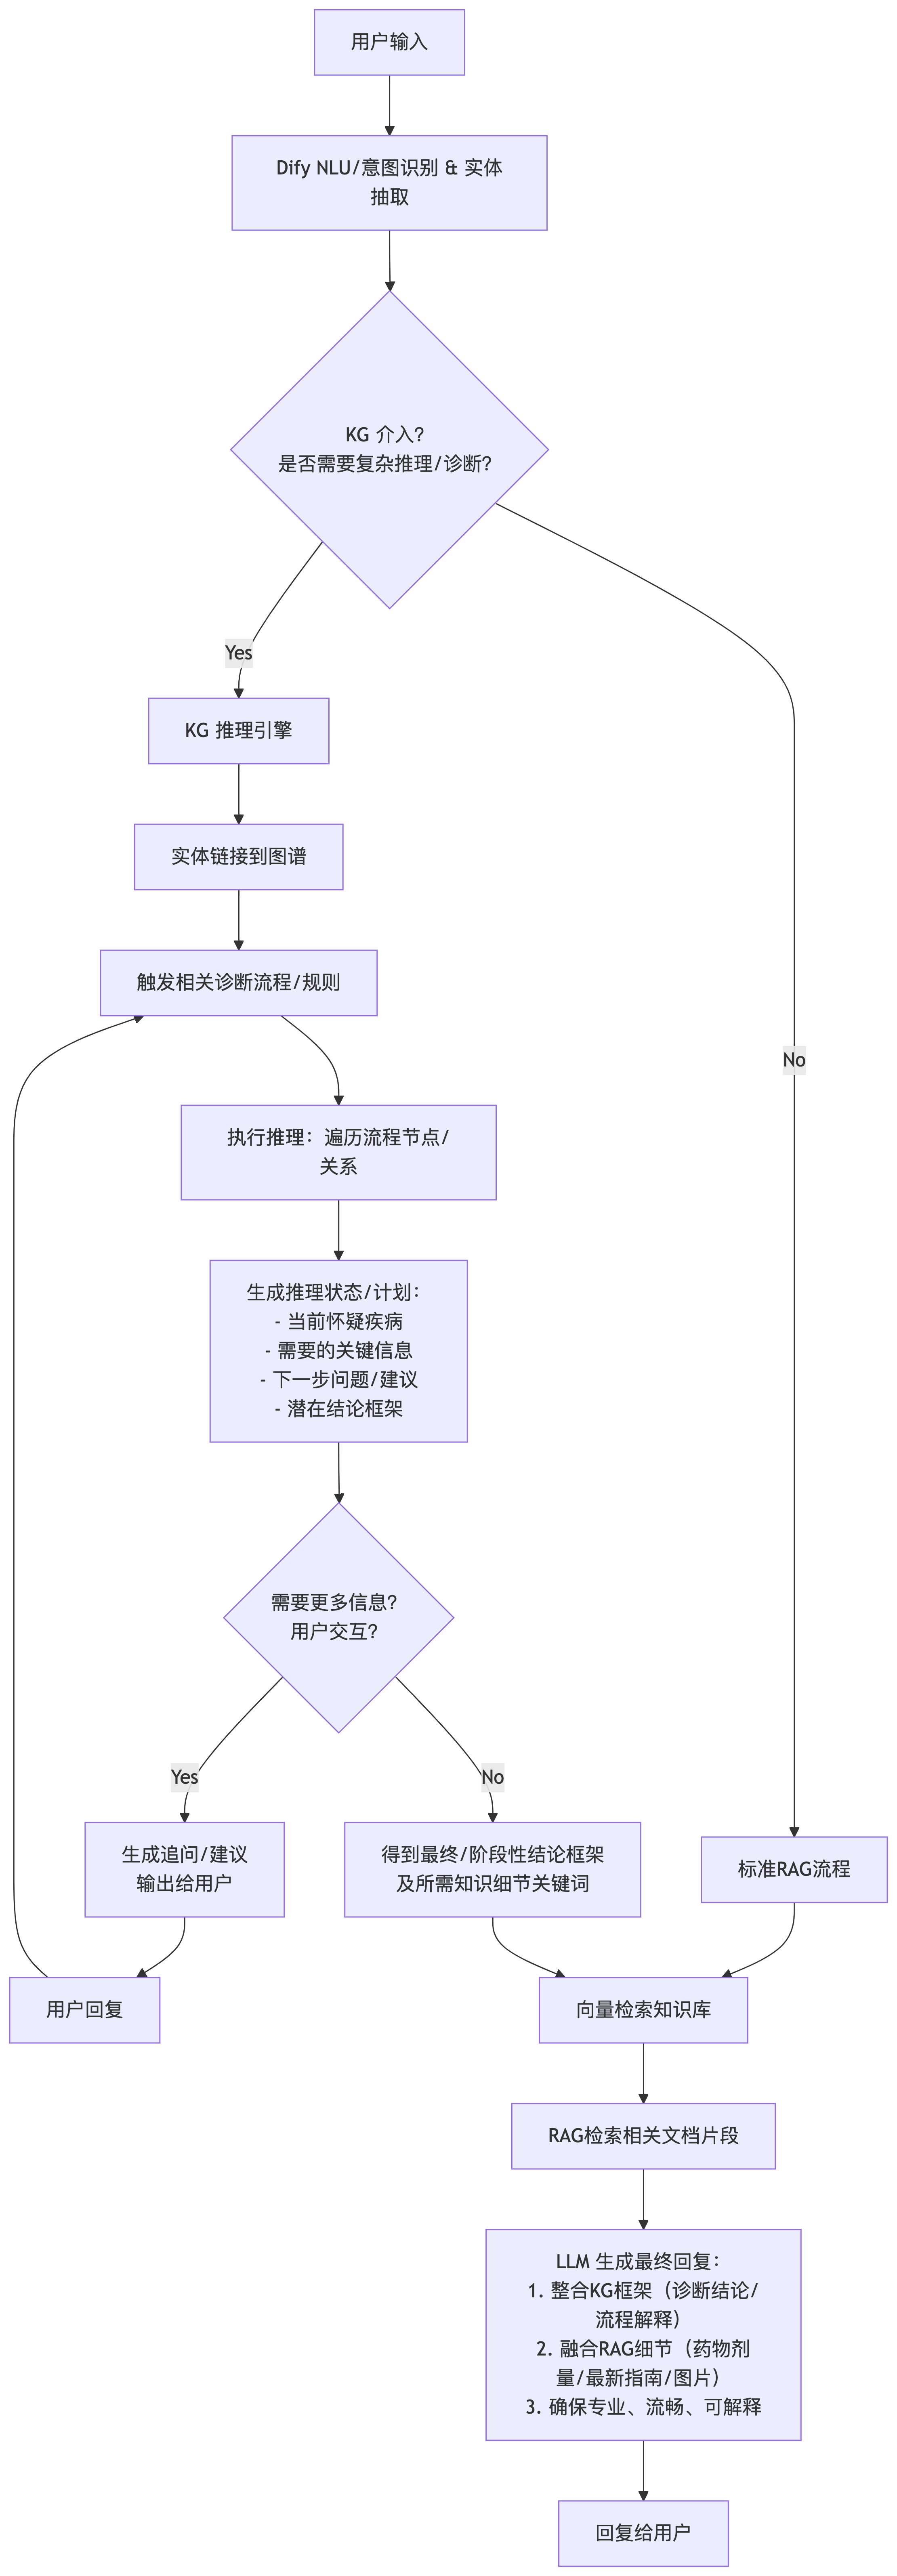 用户输入
Dify NLU/意图识别 & 实体
抽取
KG 介入?
是否需要复杂推理/诊断?
Yes
KG 推理引擎
实体链接到图谱
触发相关诊断流程/规则
No
执行推理：遍历流程节点/
关系
生成推理状态/计划：
- 当前怀疑疾病
- 需要的关键信息
- 下一步问题/建议
- 潜在结论框架
需要更多信息?
用户交互?
Yes
No
生成追问/建议
输出给用户
得到最终/阶段性结论框架
及所需知识细节关键词
标准RAG流程
用户回复
向量检索知识库
RAG检索相关文档片段
LLM 生成最终回复：
1. 整合KG框架（诊断结论/
流程解释）
2. 融合RAG细节（药物剂
量/最新指南/图片）
3. 确保专业、流畅、可解释
回复给用户